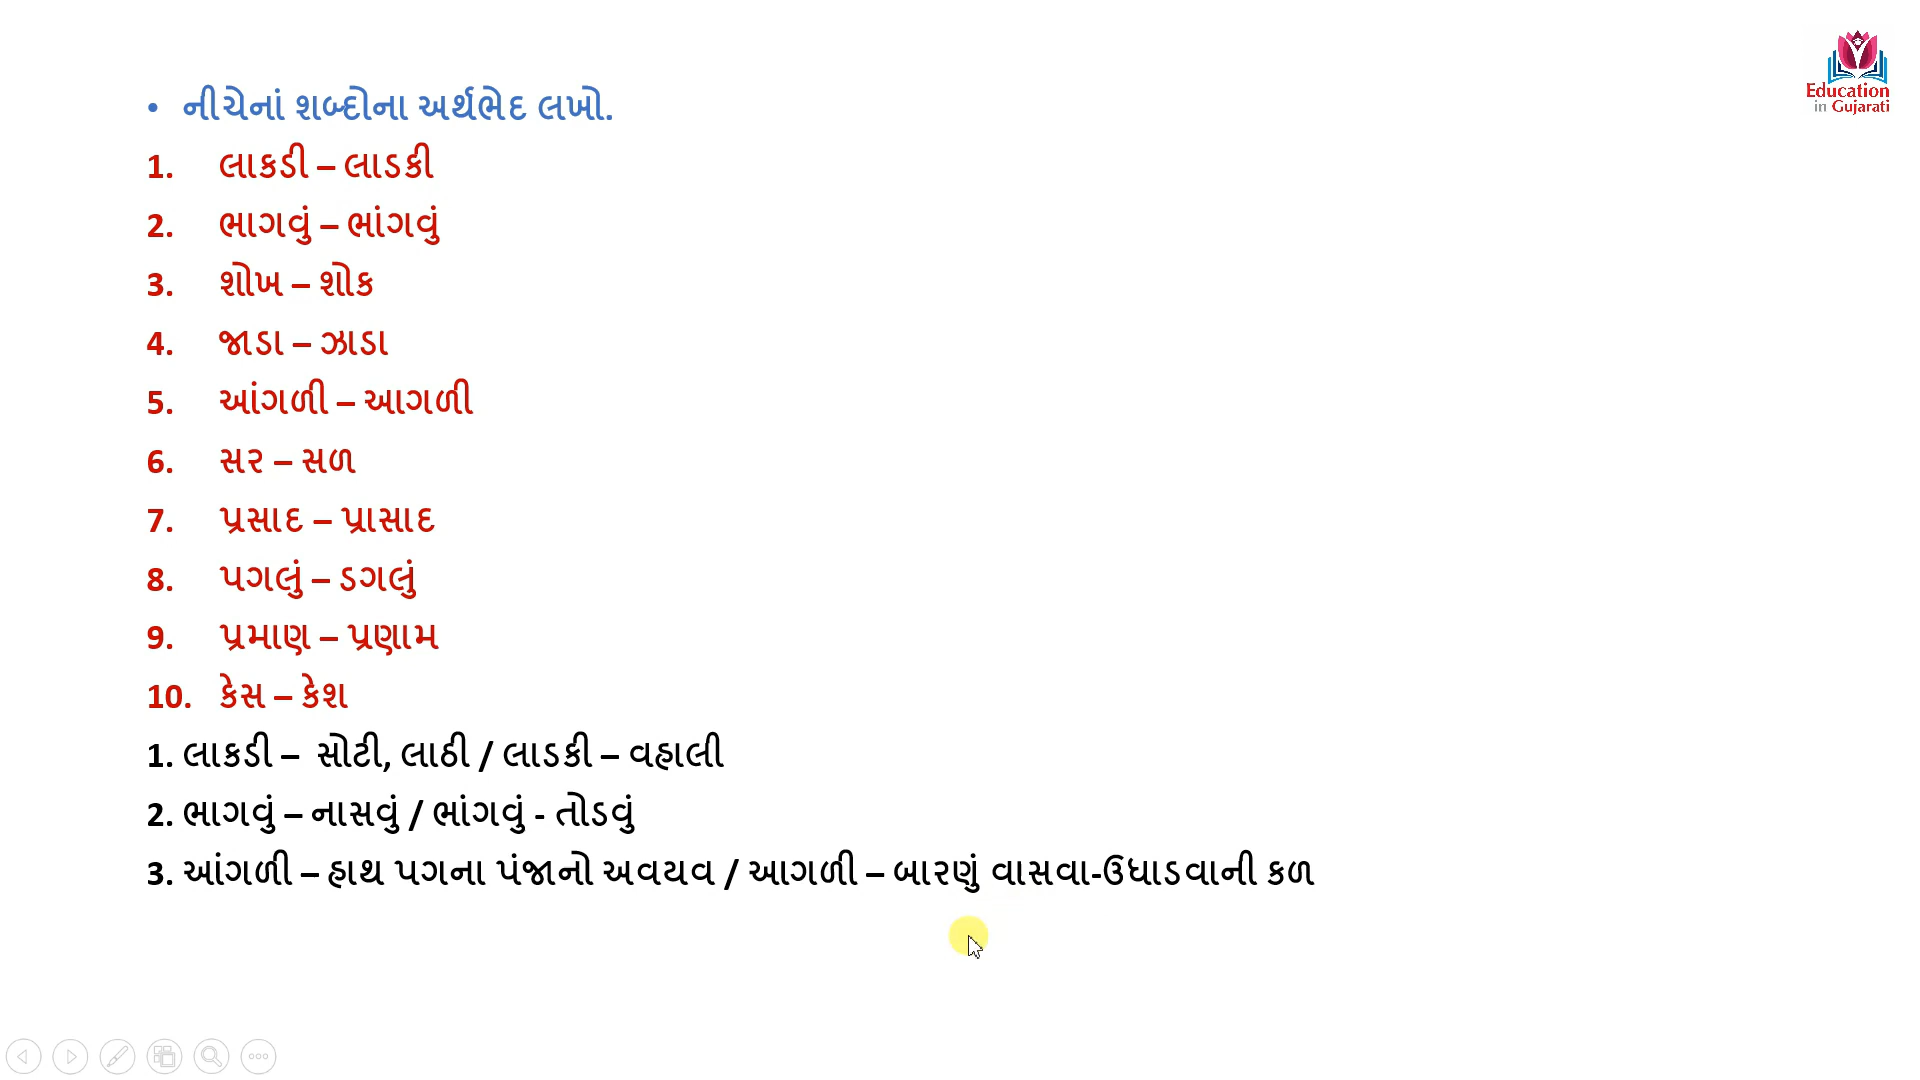 Education
in Gujarati
• નીચેનાં શબ્દોના અર્થભેદ લખો.
1. લાકડી – લાડકી
2. ભાગવું – ભાંગવું
3. શોખ – શોક
4. જાડા – ઝાડા
5. આંગળી – આગળી
6. સર – સળ
7. પ્રસાદ – પ્રાસાદ
8. પગલું – ડગલું
9. પ્રમાણ – પ્રણામ
10. કેસ – કેશ
1. લાકડી – સોટી, લાઠી / લાડકી – વહાલી
2. ભાગવું – નાસવું / ભાંગવું - તોડવું
3. આંગળી – હાથ પગના પંજાનો અવયવ / આગળી – બારણું વાસવા-ઉધાડવાની કળ